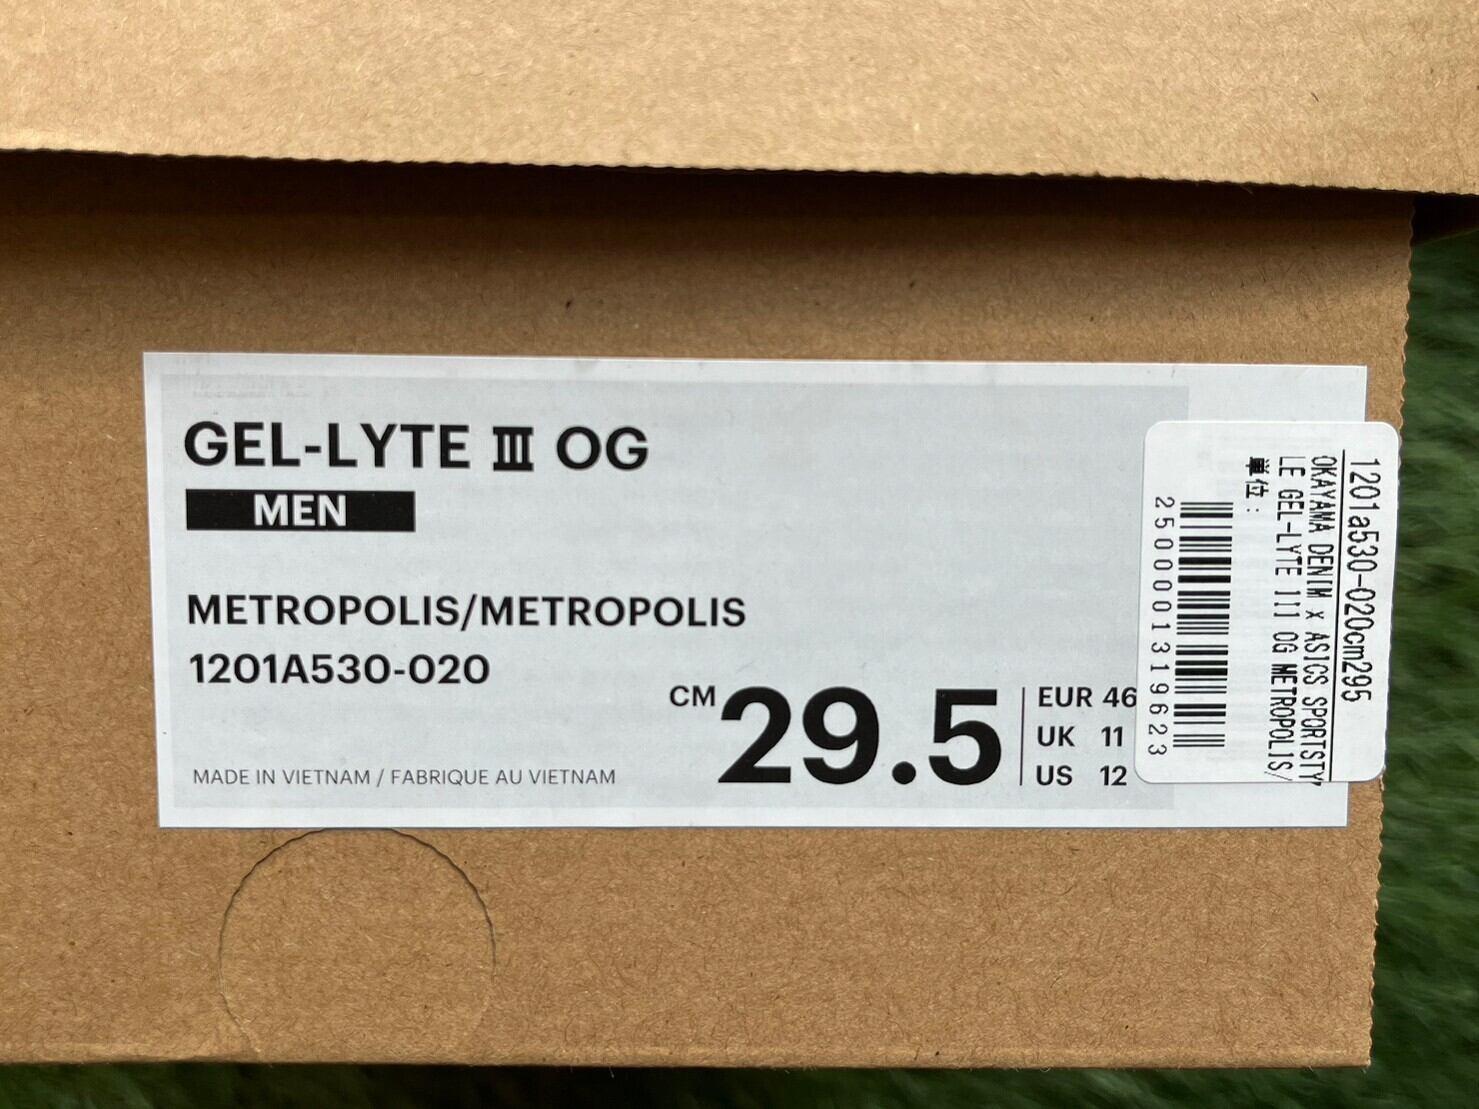 GEL-LYTE III OG
MEN
METROPOLIS/METROPOLIS
1201A530-020
CM 29.5
EUR 46
UK 11
US 12
MADE IN VIETNAM / FABRIQUE AU VIETNAM
1201a530-020cm295
OKAYAMA DENIM x ASICS SPORTSTY
LE GEL-LYTE III OG METROPOLIS/
単位:
2500001319623